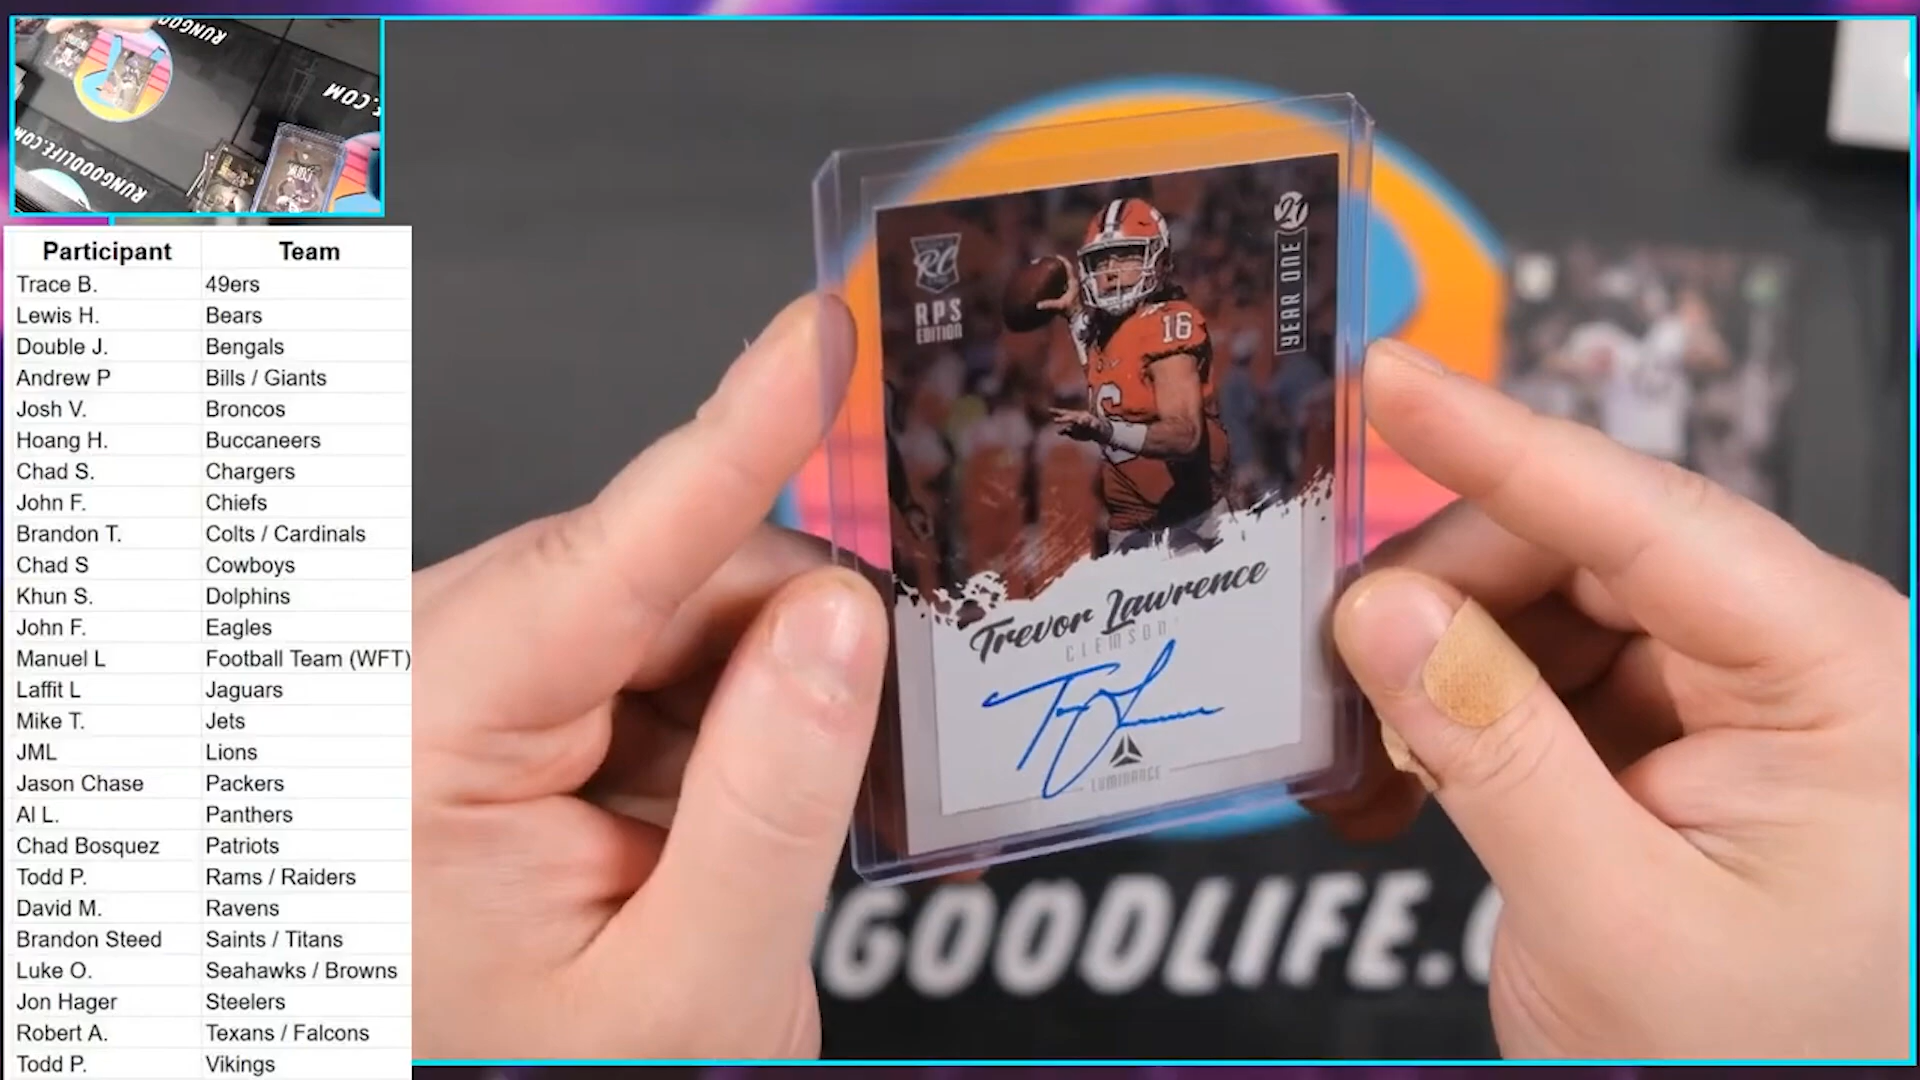 RUNGOODLIFE.COM
Participant Team
Trace B. 49ers
Lewis H. Bears
Double J. Bengals
Andrew P Bills / Giants
Josh V. Broncos
Hoang H. Buccaneers
Chad S. Chargers
John F. Chiefs
Brandon T. Colts / Cardinals
Chad S Cowboys
Khun S. Dolphins
John F. Eagles
Manuel L Football Team (WFT)
Laffit L Jaguars
Mike T. Jets
JML Lions
Jason Chase Packers
Al L. Panthers
Chad Bosquez Patriots
Todd P. Rams / Raiders
David M. Ravens
Brandon Steed Saints / Titans
Luke O. Seahawks / Browns
Jon Hager Steelers
Robert A. Texans / Falcons
Todd P. Vikings
RC
RPS
EDITION
21
YEAR ONE
16
16
Trevor Lawrence
CLEMSON
LUMINANCE
GOODLIFE.